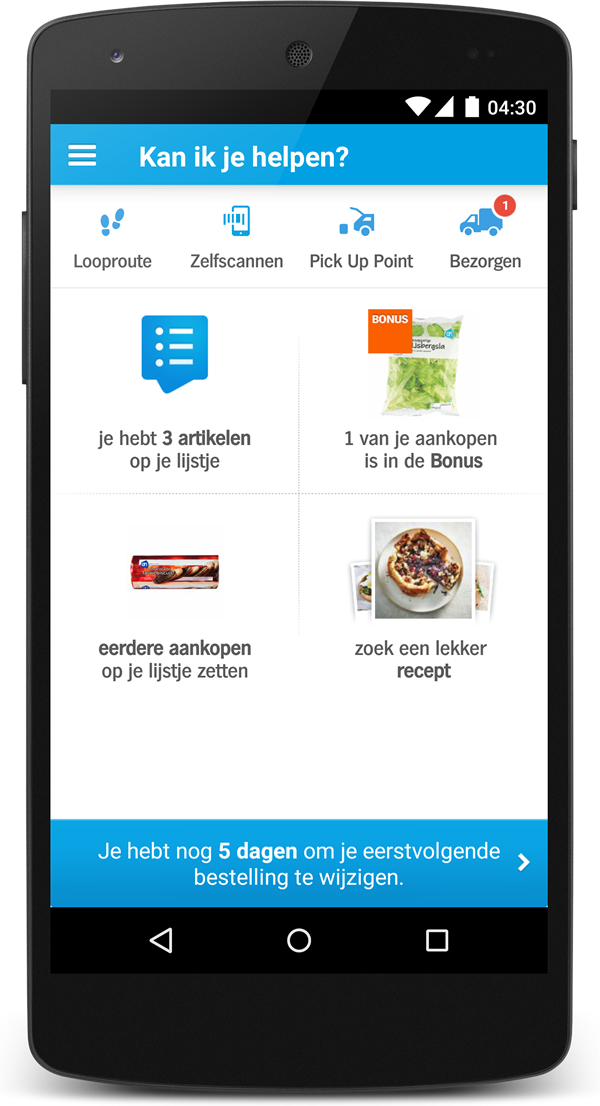 04:30
Kan ik je helpen?
1
Looproute
Zelfscannen
Pick Up Point
Bezorgen
BONUS
IJsbergsla
je hebt 3 artikelen
op je lijstje
1 van je aankopen
is in de Bonus
eerdere aankopen
op je lijstje zetten
zoek een lekker
recept
Je hebt nog 5 dagen om je eerstvolgende
bestelling te wijzigen.